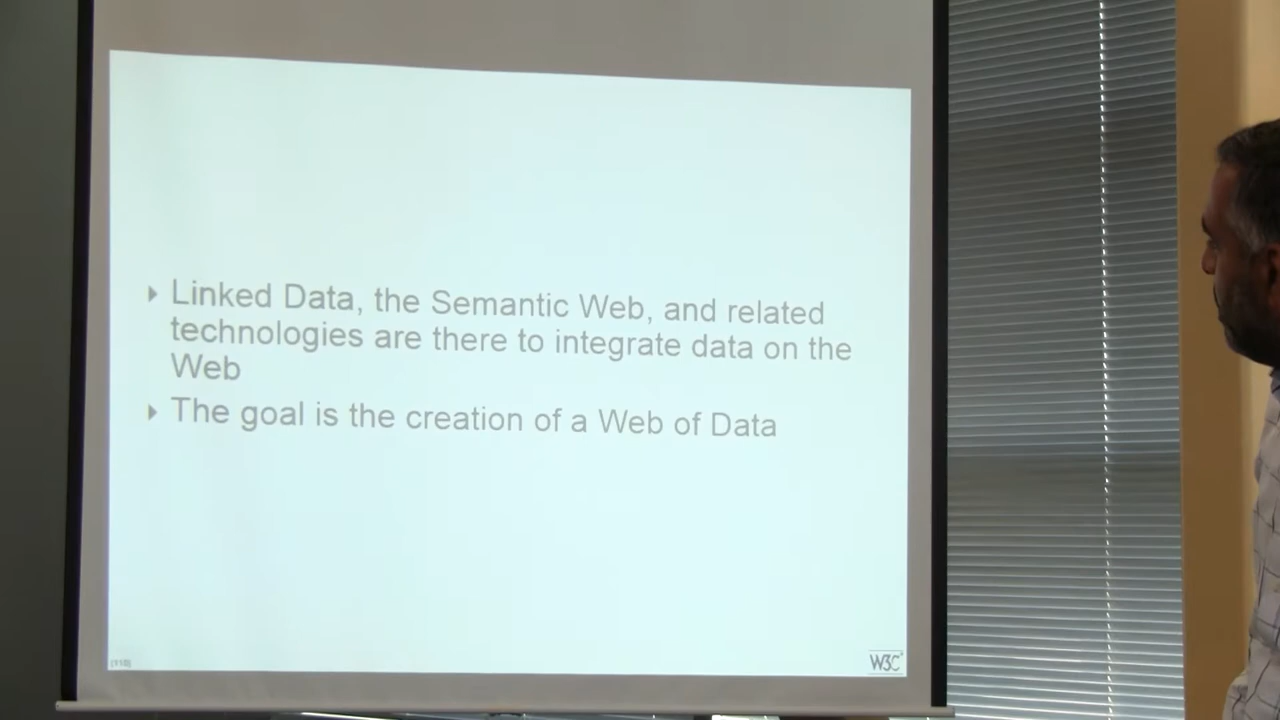 Linked Data, the Semantic Web, and related
technologies are there to integrate data on the
Web
The goal is the creation of a Web of Data
W3C